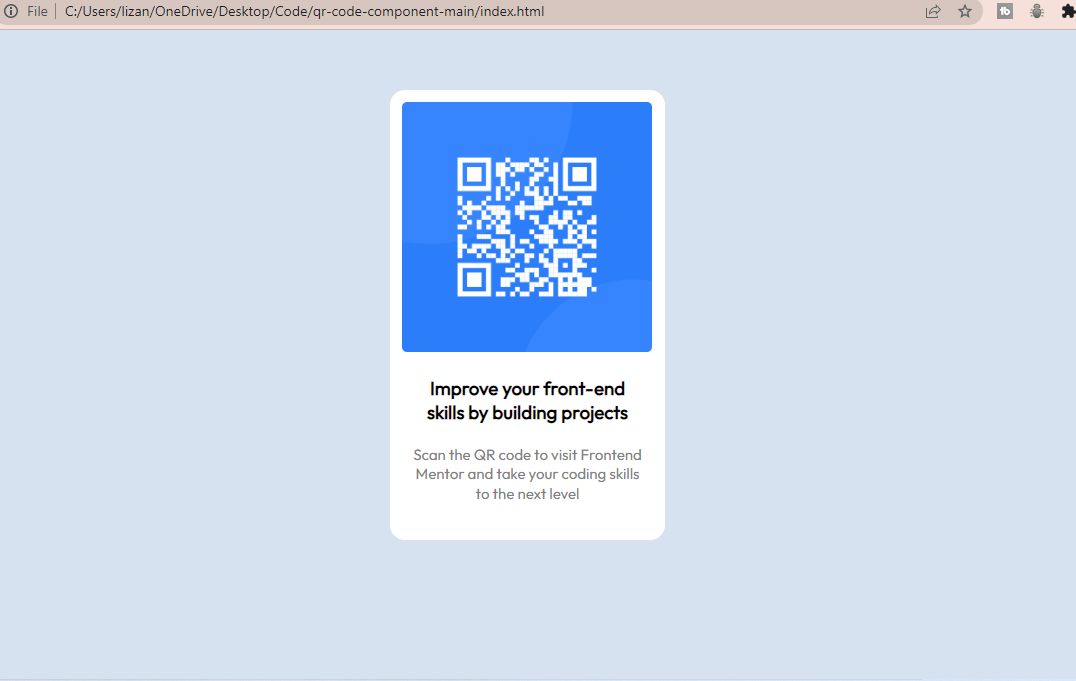 File C:/Users/lizan/OneDrive/Desktop/Code/qr-code-component-main/index.html
tb
Improve your front-end
skills by building projects
Scan the QR code to visit Frontend
Mentor and take your coding skills
to the next level